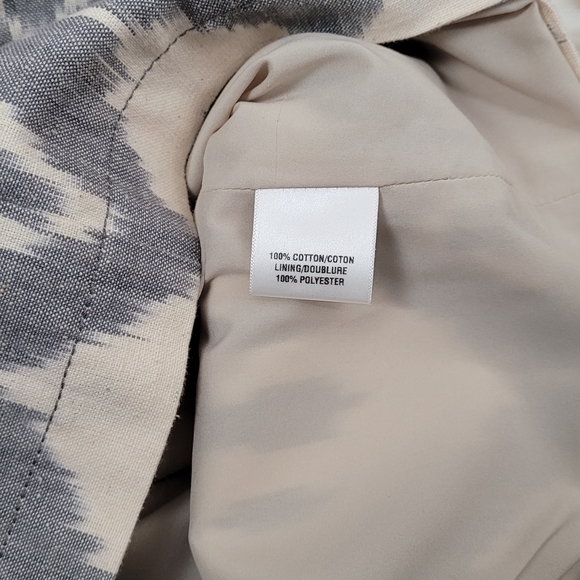 100% COTTON/COTON
LINING/DOUBLURE
100% POLYESTER